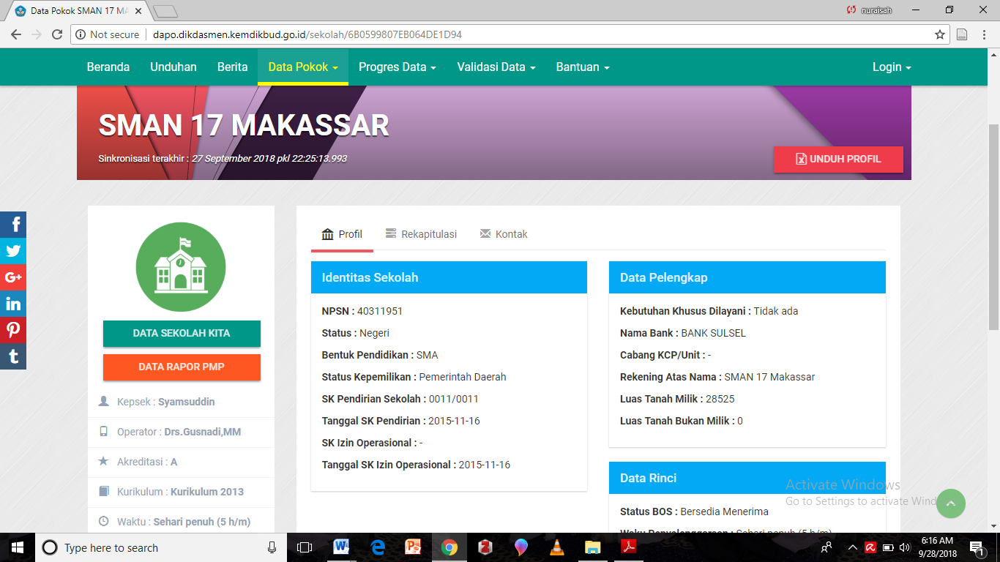 Data Pokok SMAN 17 MA
nuraisah
Not secure | dapo.dikdasmen.kemdikbud.go.id/sekolah/6B0599807EB064DE1D94
Beranda Unduhan Berita Data Pokok Progres Data Validasi Data Bantuan Login
SMAN 17 MAKASSAR
Sinkronisasi terakhir : 27 September 2018 pkl 22:25:13.993
UNDUH PROFIL
f
G+
in
t
DATA SEKOLAH KITA
DATA RAPOR PMP
Kepsek : Syamsuddin
Operator : Drs.Gusnadi,MM
Akreditasi : A
Kurikulum : Kurikulum 2013
Waktu : Sehari penuh (5 h/m)
Profil Rekapitulasi Kontak
Identitas Sekolah
NPSN : 40311951
Status : Negeri
Bentuk Pendidikan : SMA
Status Kepemilikan : Pemerintah Daerah
SK Pendirian Sekolah : 0011/0011
Tanggal SK Pendirian : 2015-11-16
SK Izin Operasional : -
Tanggal SK Izin Operasional : 2015-11-16
Data Pelengkap
Kebutuhan Khusus Dilayani : Tidak ada
Nama Bank : BANK SULSEL
Cabang KCP/Unit : -
Rekening Atas Nama : SMAN 17 Makassar
Luas Tanah Milik : 28525
Luas Tanah Bukan Milik : 0
Data Rinci
Status BOS : Bersedia Menerima
Waku Penyelenggaraan : Sehari penuh (5 h/m)
Activate Windows
Go to Settings to activate Wind
Type here to search
6:16 AM
9/28/2018
1